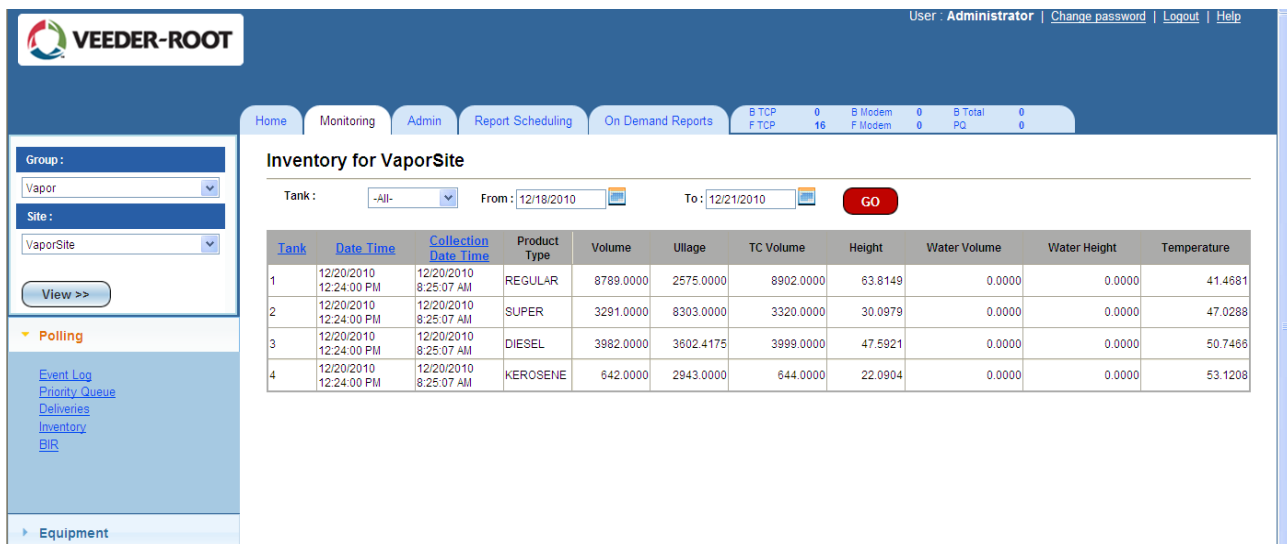 User : Administrator | Change password | Logout | Help
VEEDER-ROOT
Home Monitoring Admin Report Scheduling On Demand Reports
B TCP 0 B Modem 0 B Total 0
F TCP 16 F Modem 0 PQ 0
Group :
Vapor
Site :
VaporSite
View >>
Polling
Event Log
Priority Queue
Deliveries
Inventory
BIR
Equipment
Inventory for VaporSite
Tank : -All- From : 12/18/2010 To : 12/21/2010 GO
Tank Date Time Collection Date Time Product Type Volume Ullage TC Volume Height Water Volume Water Height Temperature
1 12/20/2010 12:24:00 PM 12/20/2010 8:25:07 AM REGULAR 8789.0000 2575.0000 8902.0000 63.8149 0.0000 0.0000 41.4681
2 12/20/2010 12:24:00 PM 12/20/2010 8:25:07 AM SUPER 3291.0000 8303.0000 3320.0000 30.0979 0.0000 0.0000 47.0288
3 12/20/2010 12:24:00 PM 12/20/2010 8:25:07 AM DIESEL 3982.0000 3602.4175 3999.0000 47.5921 0.0000 0.0000 50.7466
4 12/20/2010 12:24:00 PM 12/20/2010 8:25:07 AM KEROSENE 642.0000 2943.0000 644.0000 22.0904 0.0000 0.0000 53.1208